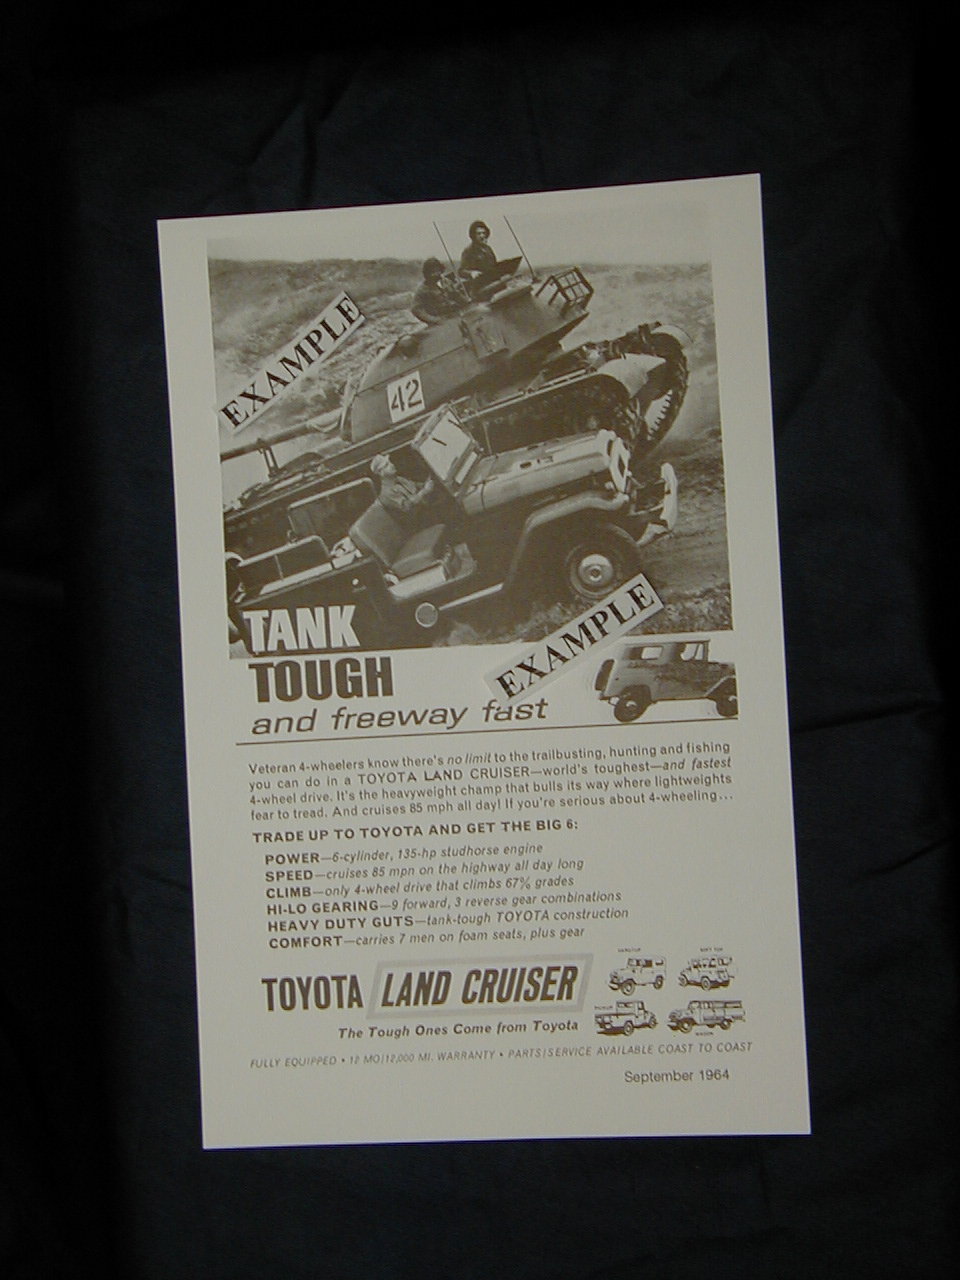 EXAMPLE
42
TANK
TOUGH
EXAMPLE
and freeway fast
Veteran 4-wheelers know there's no limit to the trailbusting, hunting and fishing
you can do in a TOYOTA LAND CRUISER—world's toughest—and fastest
4-wheel drive. It's the heavyweight champ that bulls its way where lightweights
fear to tread. And cruises 85 mph all day! If you're serious about 4-wheeling...
TRADE UP TO TOYOTA AND GET THE BIG 6:
POWER—6-cylinder, 135-hp studhorse engine
SPEED—cruises 85 mpn on the highway all day long
CLIMB—only 4-wheel drive that climbs 67% grades
HI-LO GEARING—9 forward, 3 reverse gear combinations
HEAVY DUTY GUTS—tank-tough TOYOTA construction
COMFORT—carries 7 men on foam seats, plus gear
HARDTOP SOFT TOP
TOYOTA LAND CRUISER
PICKUP
WAGON
The Tough Ones Come from Toyota
FULLY EQUIPPED • 12 MO/12,000 MI. WARRANTY • PARTS/SERVICE AVAILABLE COAST TO COAST
September 1964